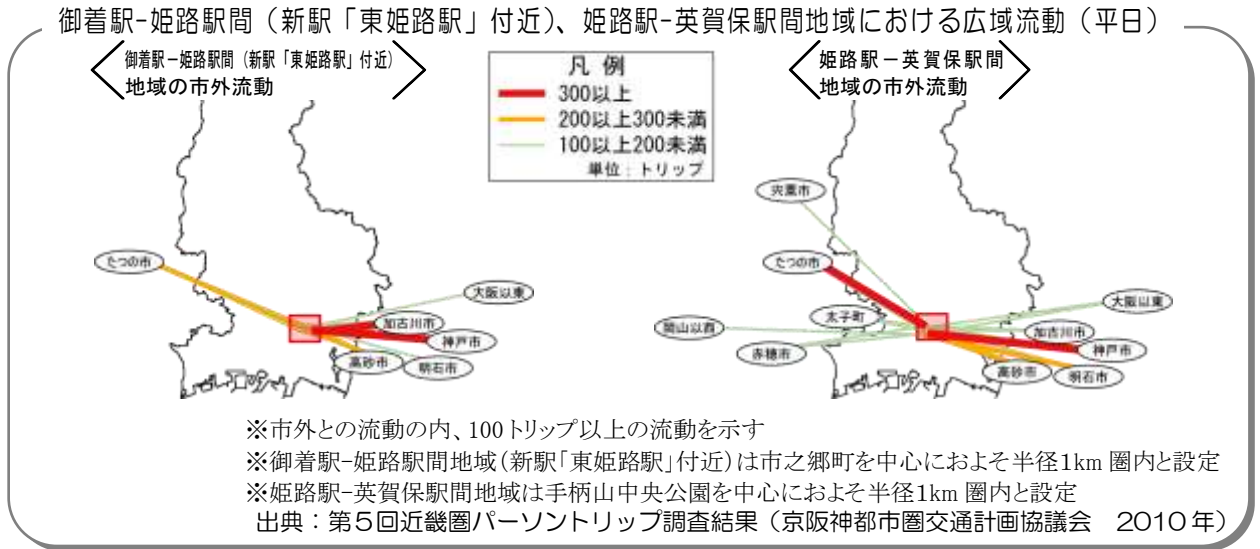 御着駅-姫路駅間（新駅「東姫路駅」付近）、姫路駅-英賀保駅間地域における広域流動（平日）
御着駅－姫路駅間（新駅「東姫路駅」付近）
地域の市外流動
凡 例
300以上
200以上300未満
100以上200未満
単位：トリップ
姫路駅－英賀保駅間
地域の市外流動
たつの市
大阪以東
加古川市
神戸市
高砂市
明石市
宍粟市
たつの市
太子町
岡山以西
赤穂市
大阪以東
加古川市
神戸市
高砂市
明石市
※市外との流動の内、100トリップ以上の流動を示す
※御着駅-姫路駅間地域（新駅「東姫路駅」付近）は市之郷町を中心におよそ半径1km 圏内と設定
※姫路駅-英賀保駅間地域は手柄山中央公園を中心におよそ半径1km 圏内と設定
出典：第５回近畿圏パーソントリップ調査結果（京阪神都市圏交通計画協議会　２０１０年）